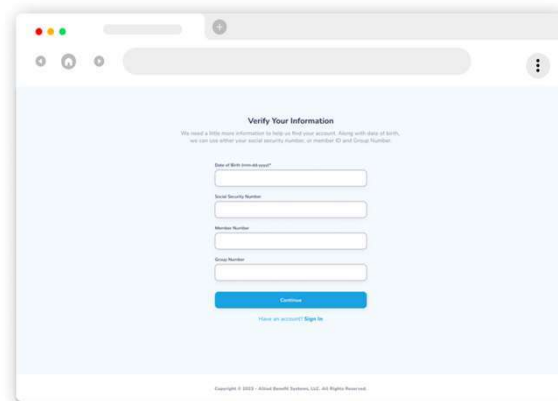 Verify Your Information
We need a little more information to help us find your account. Along with date of birth,
we can use either your social security number, or member ID and Group Number.
Date of Birth (mm-dd-yyyy)*
Social Security Number
Member Number
Group Number
Continue
Have an account? Sign In
Copyright © 2023 - Allied Benefit Systems, LLC. All Rights Reserved.